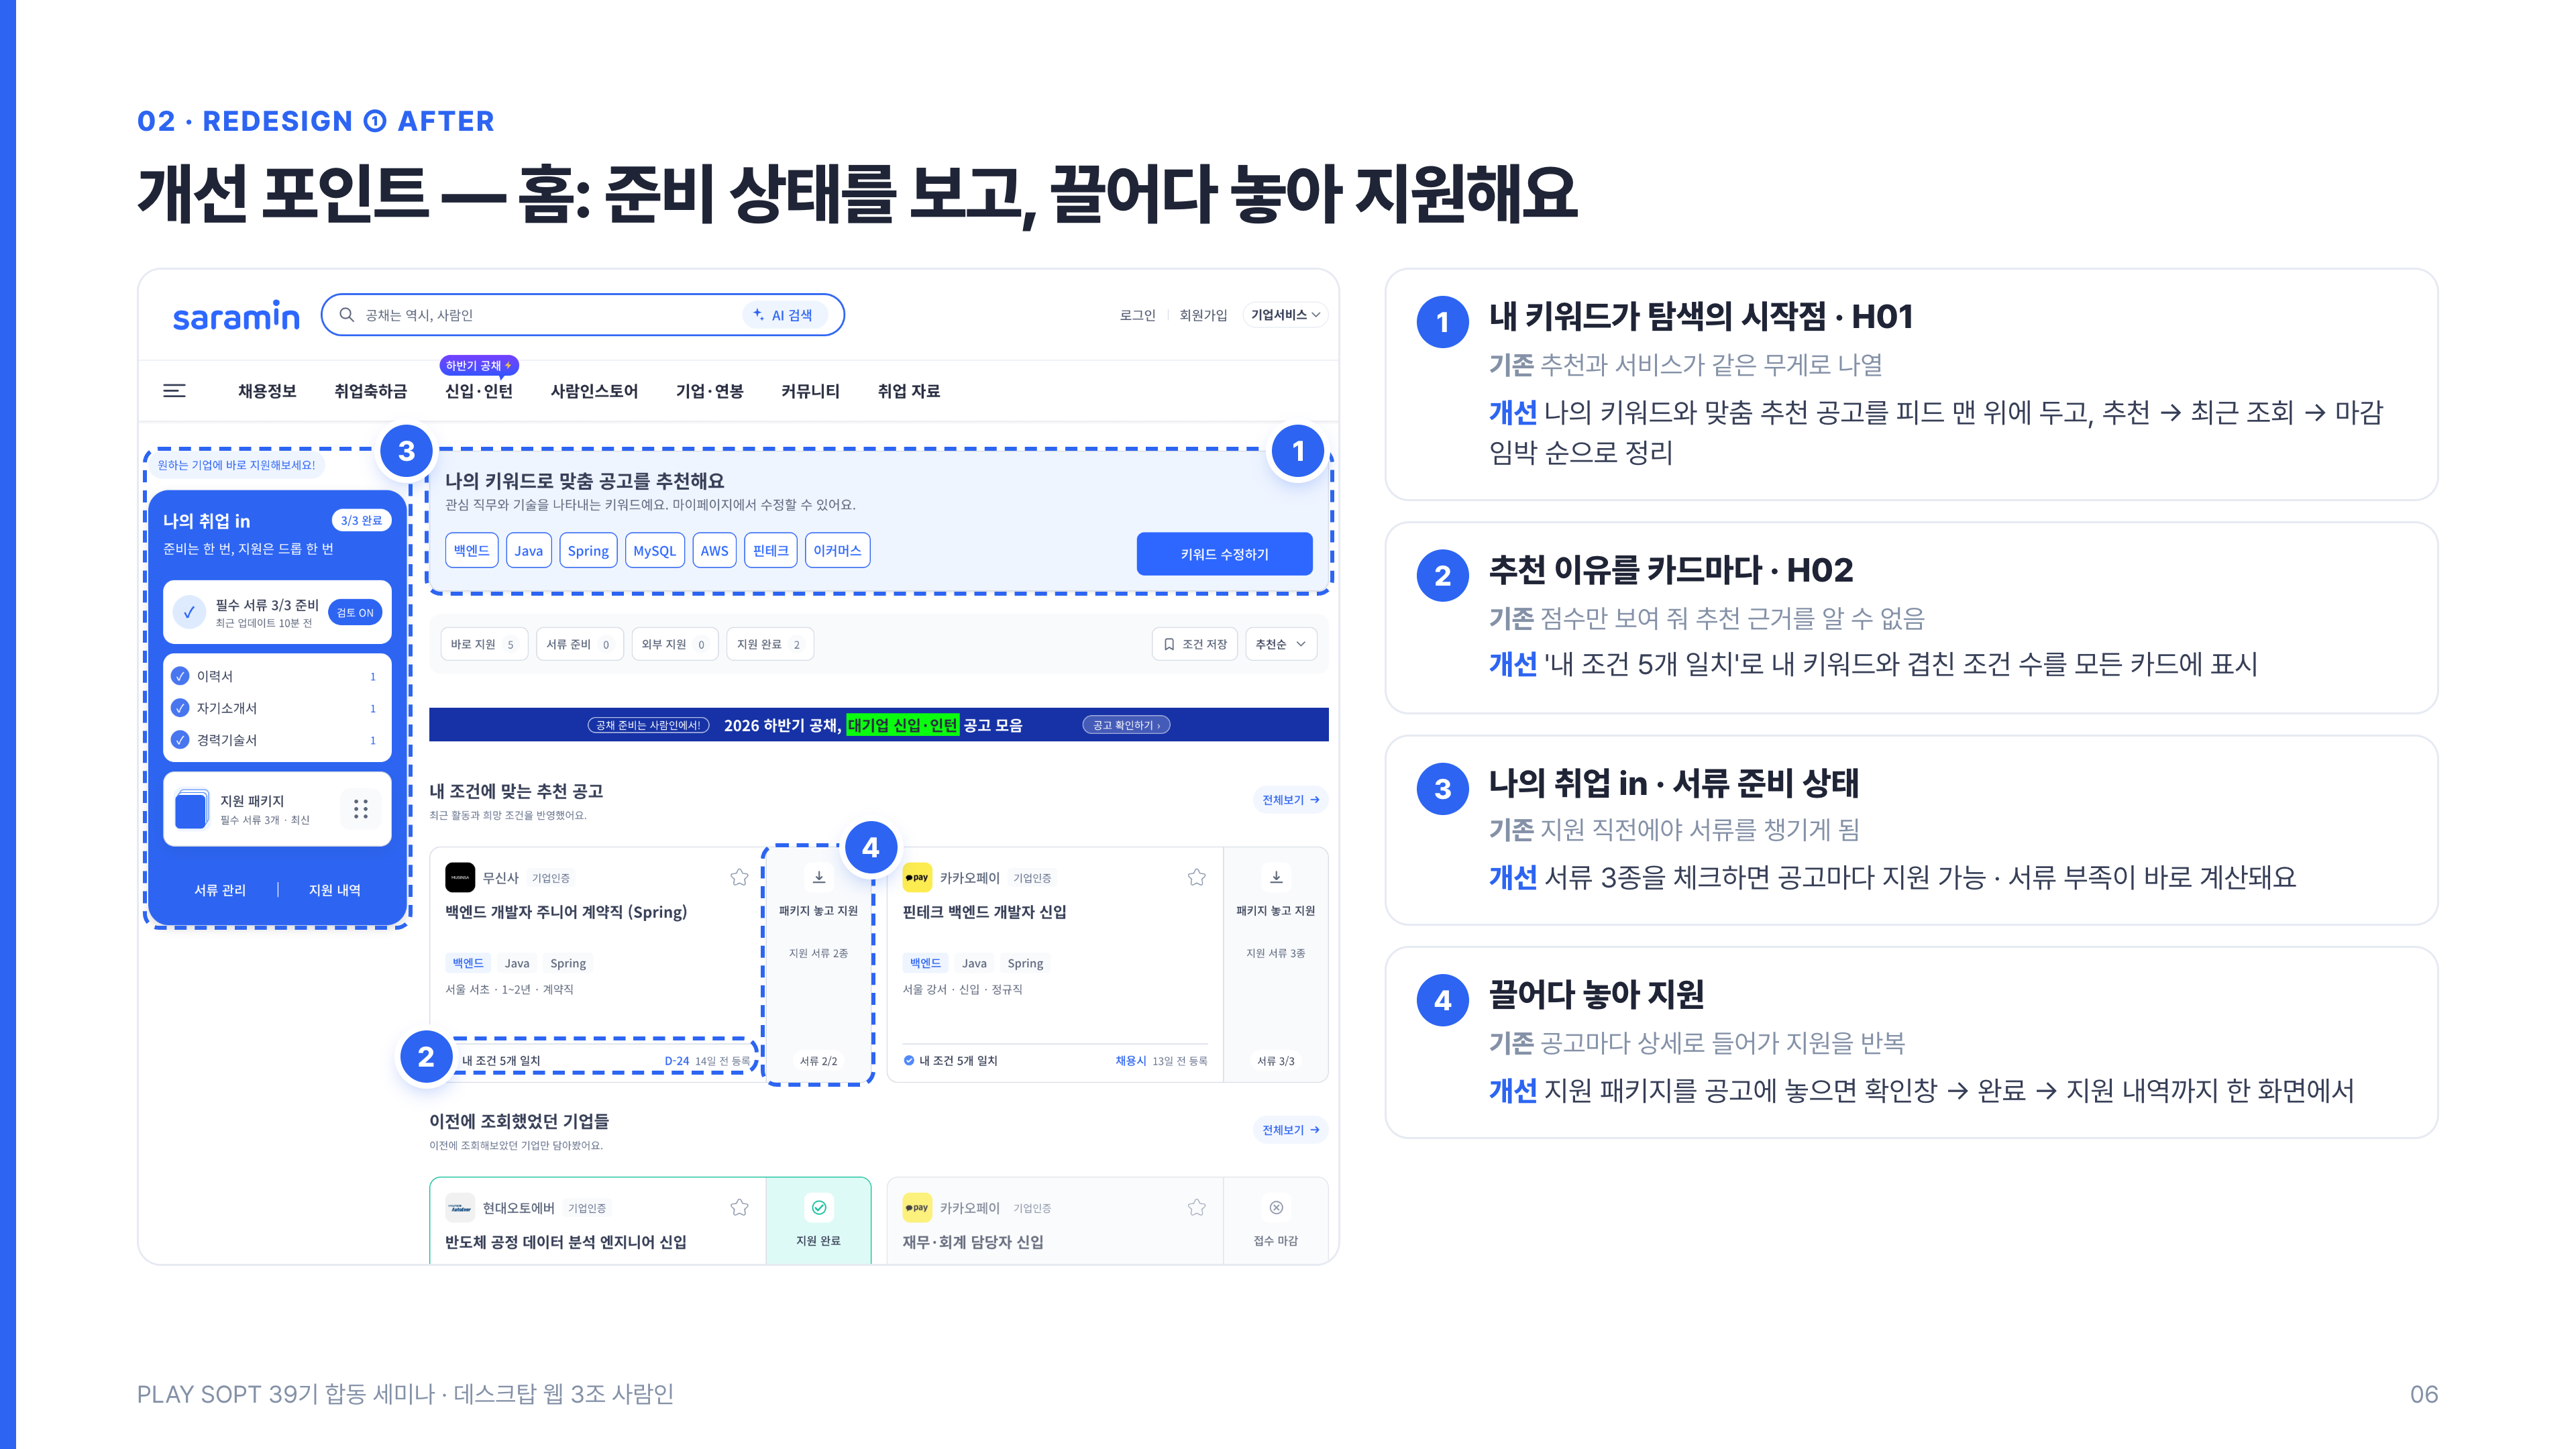 02 · REDESIGN ① AFTER
개선 포인트 — 홈: 준비 상태를 보고, 끌어다 놓아 지원해요
saramin
공채는 역시, 사람인
AI 검색
로그인
회원가입
기업서비스
하반기 공채
채용정보
취업축하금
신입·인턴
사람인스토어
기업·연봉
커뮤니티
취업 자료
3
1
원하는 기업에 바로 지원해보세요!
나의 취업 in
3/3 완료
준비는 한 번, 지원은 드롭 한 번
필수 서류 3/3 준비
최근 업데이트 10분 전
검토 ON
이력서 1
자기소개서 1
경력기술서 1
지원 패키지
필수 서류 3개 · 최신
서류 관리
지원 내역
나의 키워드로 맞춤 공고를 추천해요
관심 직무와 기술을 나타내는 키워드예요. 마이페이지에서 수정할 수 있어요.
백엔드
Java
Spring
MySQL
AWS
핀테크
이커머스
키워드 수정하기
바로 지원 5
서류 준비 0
외부 지원 0
지원 완료 2
조건 저장
추천순
공채 준비는 사람인에서!
2026 하반기 공채, 대기업 신입·인턴 공고 모음
공고 확인하기 ›
내 조건에 맞는 추천 공고
최근 활동과 희망 조건을 반영했어요.
전체보기 →
4
무신사
기업인증
백엔드 개발자 주니어 계약직 (Spring)
백엔드
Java
Spring
서울 서초 · 1~2년 · 계약직
2
내 조건 5개 일치
D-24 14일 전 등록
패키지 놓고 지원
지원 서류 2종
서류 2/2
pay
카카오페이
기업인증
핀테크 백엔드 개발자 신입
백엔드
Java
Spring
서울 강서 · 신입 · 정규직
내 조건 5개 일치
채용시 13일 전 등록
패키지 놓고 지원
지원 서류 3종
서류 3/3
이전에 조회했었던 기업들
이전에 조회해보았던 기업만 담아봤어요.
전체보기 →
현대오토에버
기업인증
반도체 공정 데이터 분석 엔지니어 신입
지원 완료
pay
카카오페이
기업인증
재무·회계 담당자 신입
접수 마감
1
내 키워드가 탐색의 시작점 · H01
기존 추천과 서비스가 같은 무게로 나열
개선 나의 키워드와 맞춤 추천 공고를 피드 맨 위에 두고, 추천 → 최근 조회 → 마감
임박 순으로 정리
2
추천 이유를 카드마다 · H02
기존 점수만 보여 줘 추천 근거를 알 수 없음
개선 '내 조건 5개 일치'로 내 키워드와 겹친 조건 수를 모든 카드에 표시
3
나의 취업 in · 서류 준비 상태
기존 지원 직전에야 서류를 챙기게 됨
개선 서류 3종을 체크하면 공고마다 지원 가능 · 서류 부족이 바로 계산돼요
4
끌어다 놓아 지원
기존 공고마다 상세로 들어가 지원을 반복
개선 지원 패키지를 공고에 놓으면 확인창 → 완료 → 지원 내역까지 한 화면에서
PLAY SOPT 39기 합동 세미나 · 데스크탑 웹 3조 사람인
06